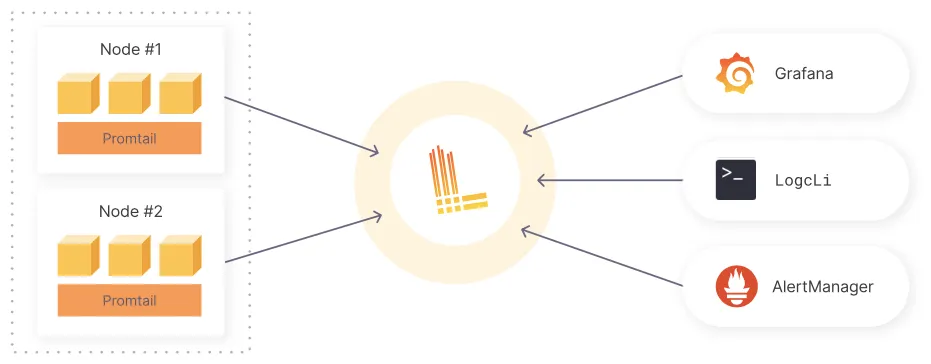 Node #1
Promtail
Node #2
Promtail
Grafana
>_
LogcLi
AlertManager